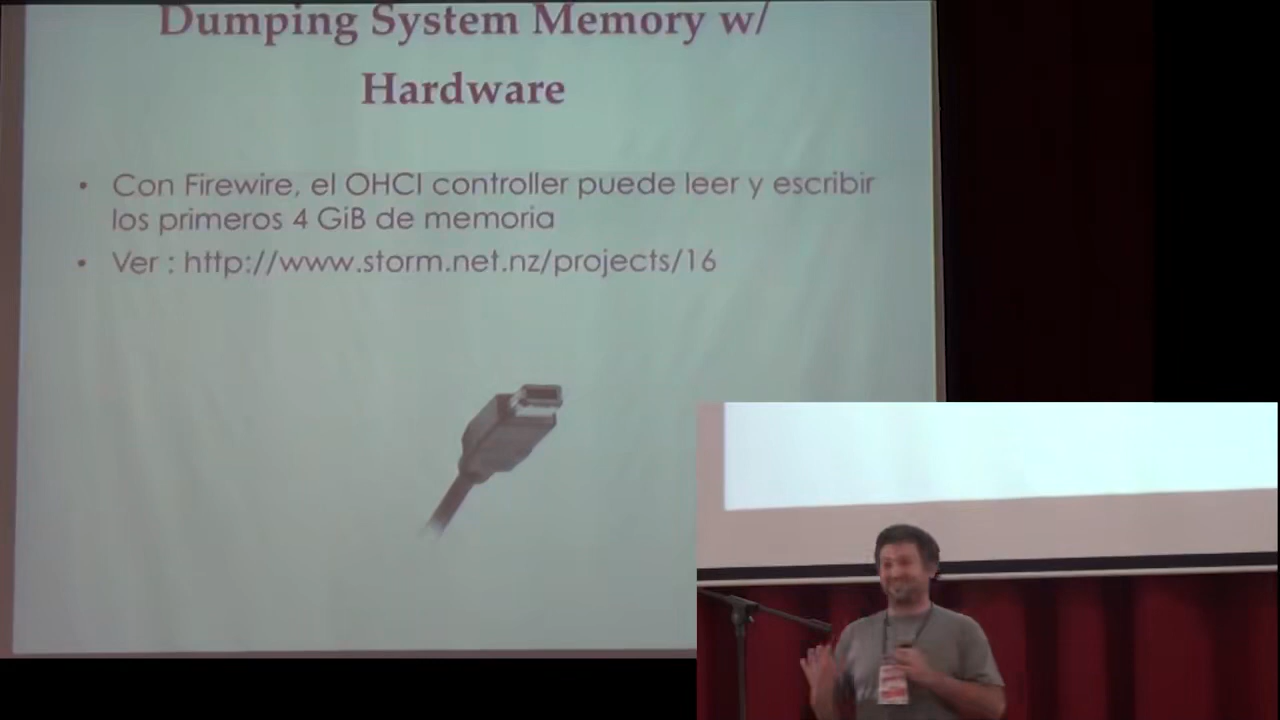 Dumping System Memory w/
Hardware
• Con Firewire, el OHCI controller puede leer y escribir
los primeros 4 GiB de memoria
• Ver : http://www.storm.net.nz/projects/16